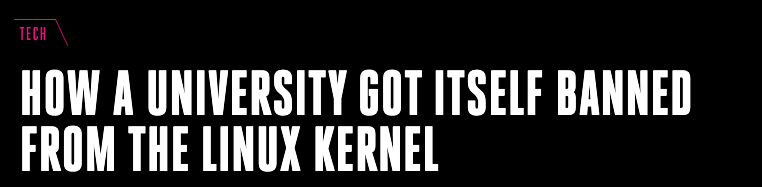 TECH
HOW A UNIVERSITY GOT ITSELF BANNED
FROM THE LINUX KERNEL